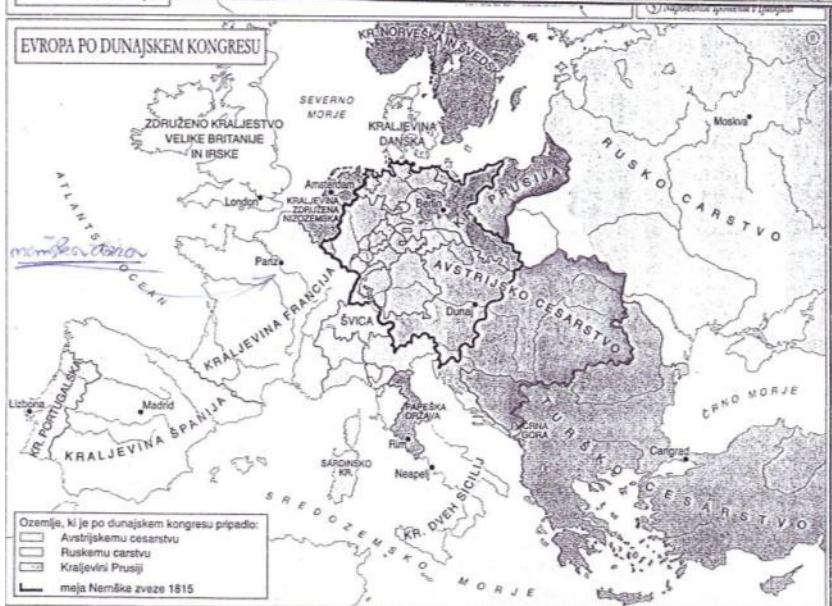 EVROPA PO DUNAJSKEM KONGRESU
KR. NORVEŠKA IN ŠVEDSKA
SEVERNO
MORJE
ZDRUŽENO KRALJESTVO
VELIKE BRITANIJE
IN IRSKE
KRALJEVINA
DANSKA
Moskva
RUSKO CARSTVO
ATLANTSKI OCEAN
London
Amsterdam
KRALJEVINA
ZDRUŽENA
NIZOZEMSKA
Berlin
PRUSIJA
Pariz
AVSTRIJSKO CESARSTVO
Dunaj
KRALJEVINA FRANCIJA
ŠVICA
Lizbona
KR. PORTUGALSKA
Madrid
KRALJEVINA ŠPANIJA
PAPEŠKA
DRŽAVA
Rim
ČRNA
GORA
ČRNO MORJE
SARDINSKO
KR.
Neapelj
Carigrad
TURŠKO CESARSTVO
KR. DVEH SICILIJ
SREDOZEMSKO MORJE
Ozemlje, ki je po dunajskem kongresu pripadlo:
Avstrijskemu cesarstvu
Ruskemu carstvu
Kraljevini Prusiji
meja Nemške zveze 1815